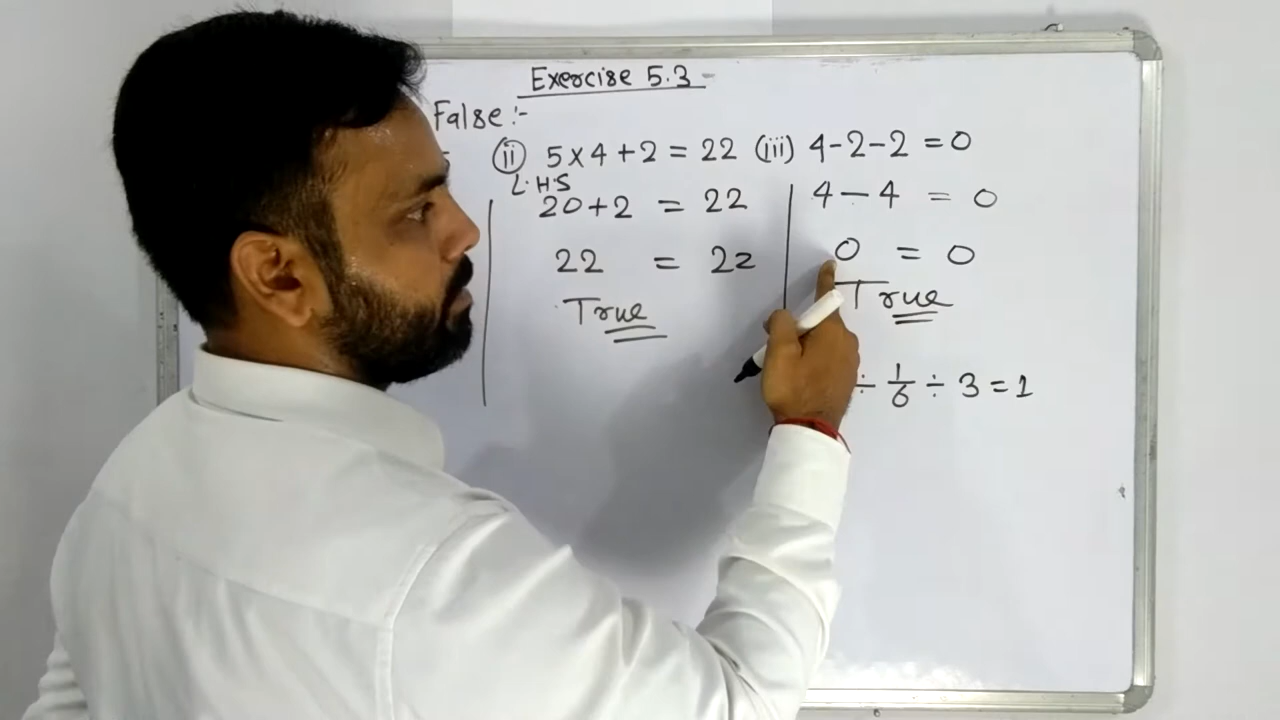 Exercise 5.3
False :-
(ii) 5 × 4 + 2 = 22 (iii) 4 - 2 - 2 = 0
L.H.S
20 + 2 = 22
4 - 4 = 0
22 = 22
0 = 0
True
True
÷ 1/6 ÷ 3 = 1